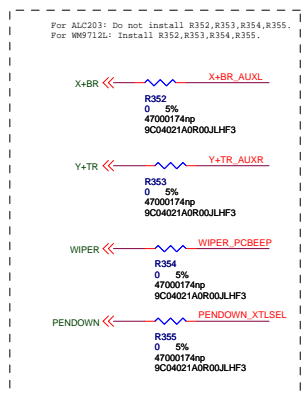 For ALC203: Do not install R352,R353,R354,R355.
For WM9712L: Install R352,R353,R354,R355.
X+BR X+BR_AUXL
R352
0 5%
47000174np
9C04021A0R00JLHF3
Y+TR Y+TR_AUXR
R353
0 5%
47000174np
9C04021A0R00JLHF3
WIPER WIPER_PCBEEP
R354
0 5%
47000174np
9C04021A0R00JLHF3
PENDOWN PENDOWN_XTLSEL
R355
0 5%
47000174np
9C04021A0R00JLHF3